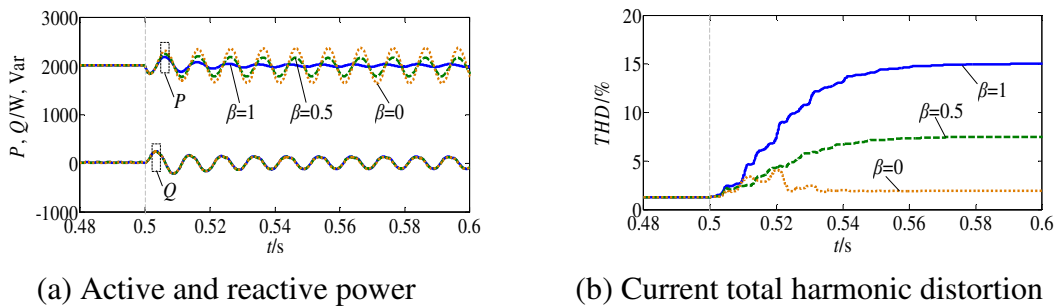 3000
2000
1000
0
-1000
P, Q/W, Var
P
β=1
β=0.5
β=0
Q
0.48
0.5
0.52
0.54
0.56
0.58
0.6
t/s
(a) Active and reactive power
20
15
10
5
0
THD/%
β=1
β=0.5
β=0
0.48
0.5
0.52
0.54
0.56
0.58
0.6
t/s
(b) Current total harmonic distortion